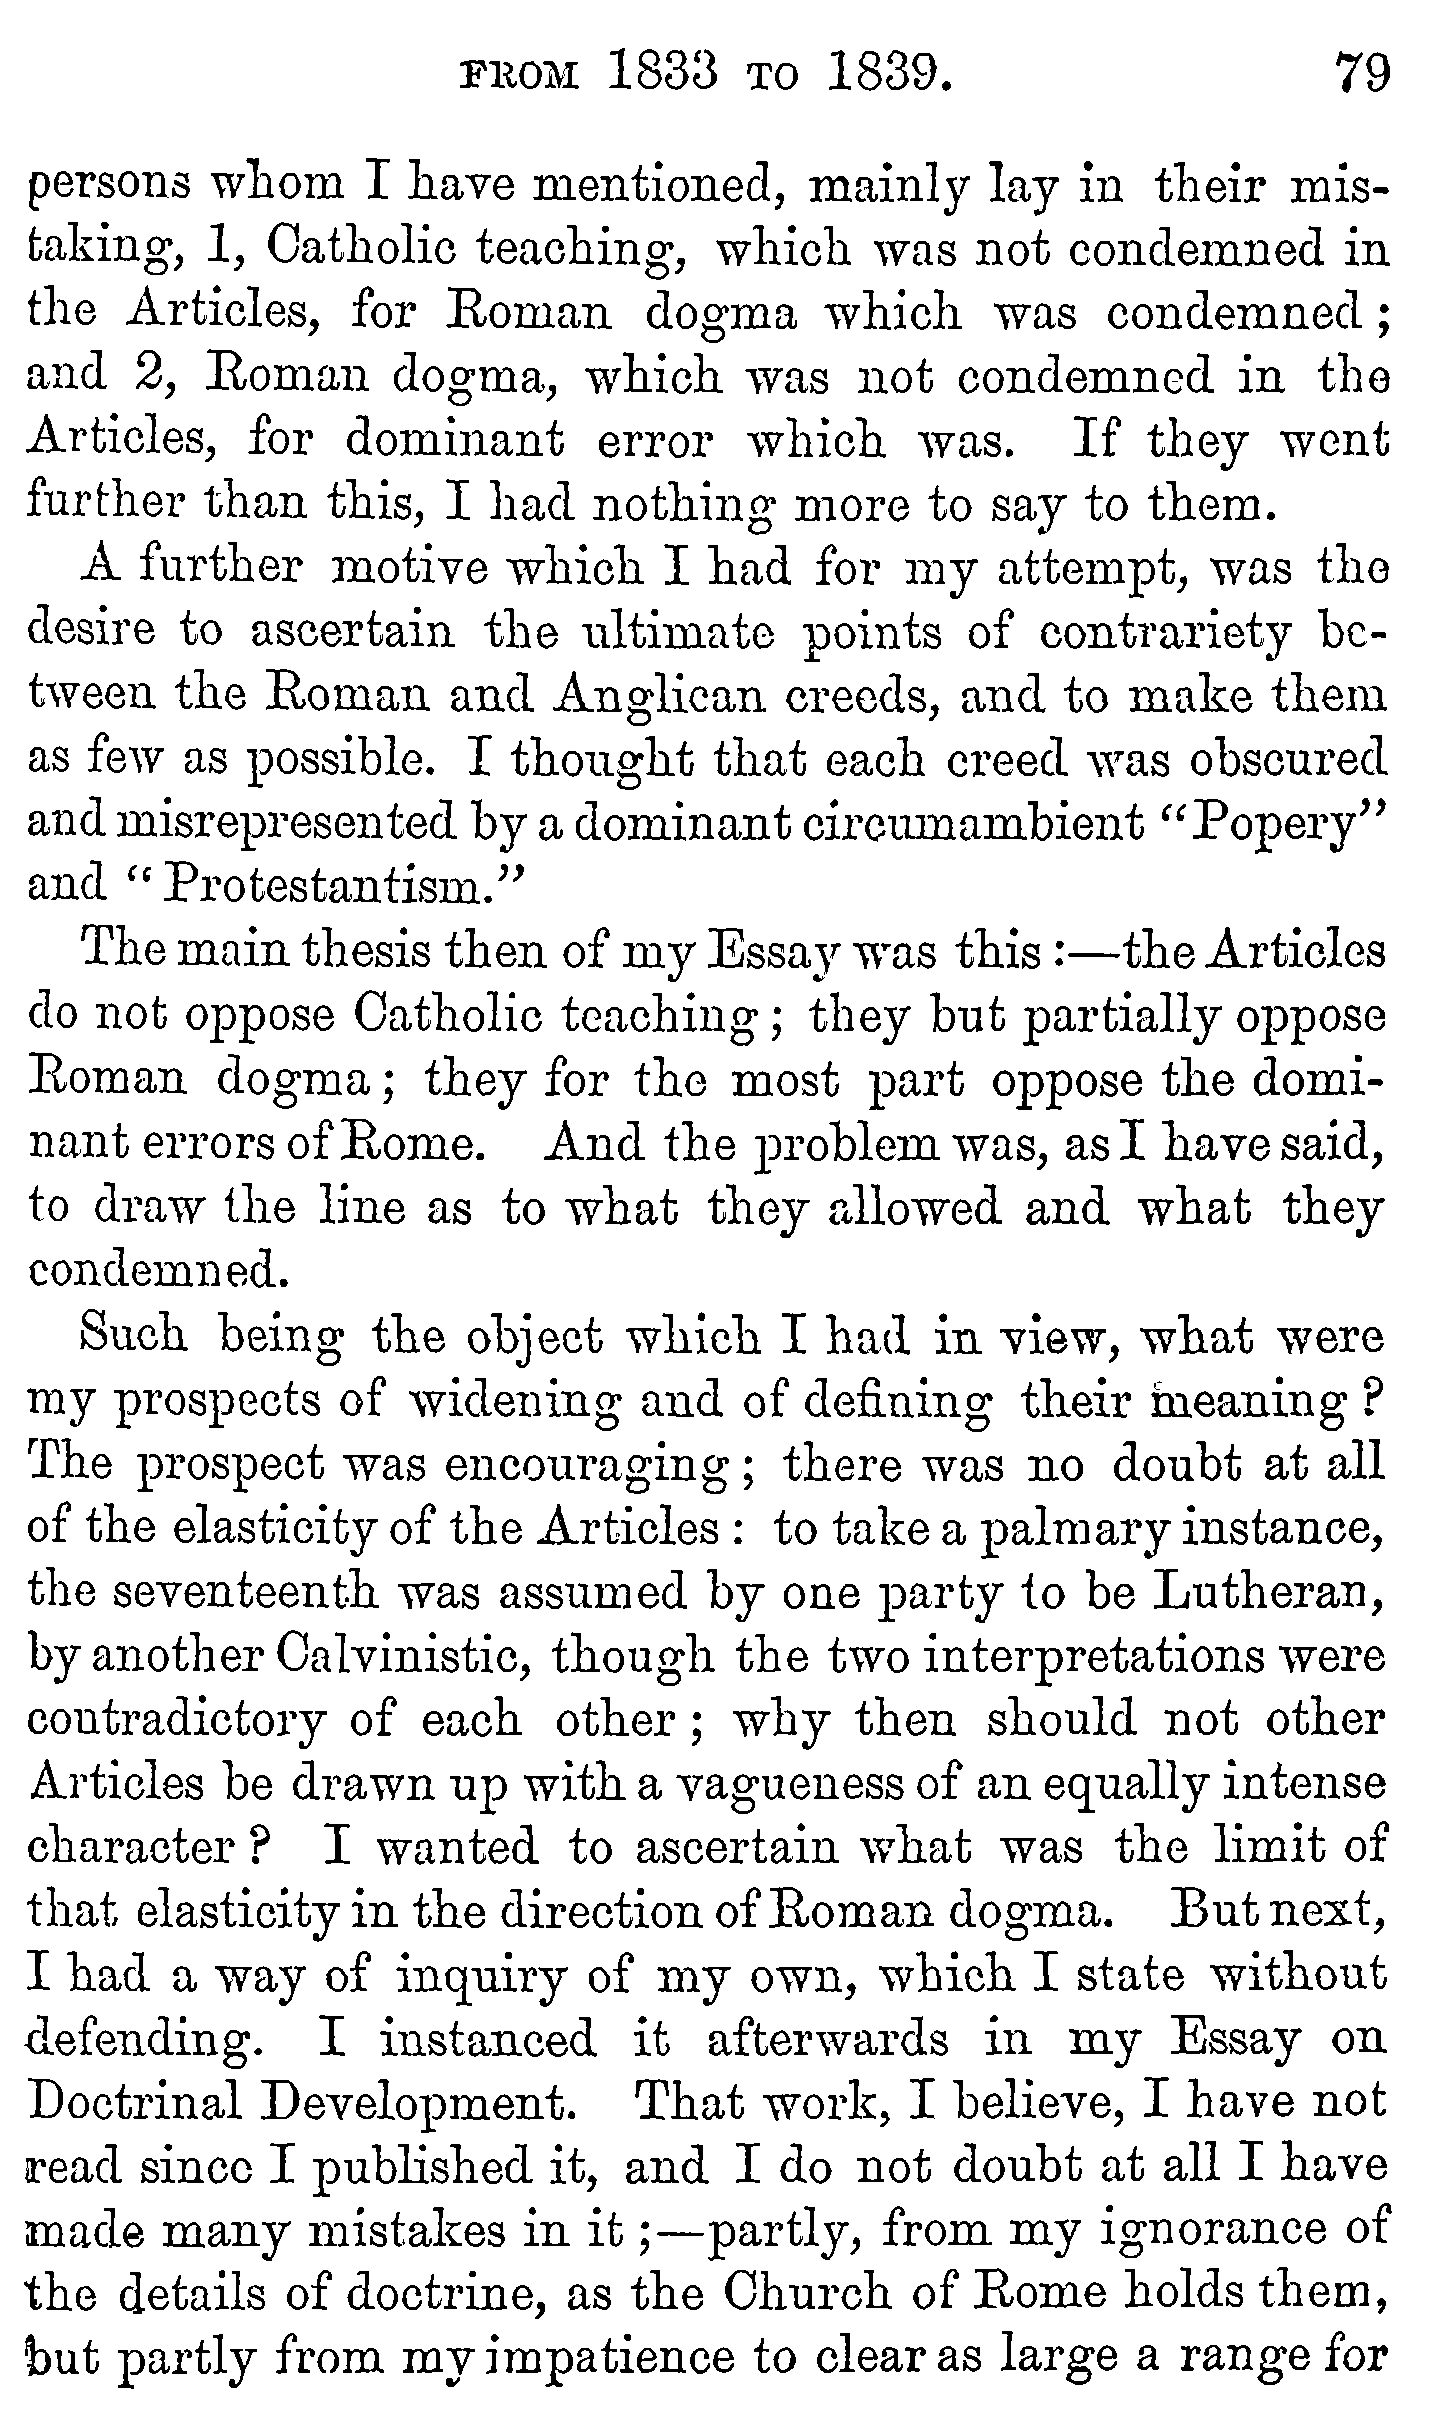 FROM 1833 TO 1839. 79
persons whom I have mentioned, mainly lay in their mis-
taking, 1, Catholic teaching, which was not condemned in
the Articles, for Roman dogma which was condemned;
and 2, Roman dogma, which was not condemned in the
Articles, for dominant error which was. If they went
further than this, I had nothing more to say to them.
A further motive which I had for my attempt, was the
desire to ascertain the ultimate points of contrariety be-
tween the Roman and Anglican creeds, and to make them
as few as possible. I thought that each creed was obscured
and misrepresented by a dominant circumambient "Popery"
and "Protestantism."
The main thesis then of my Essay was this:—the Articles
do not oppose Catholic teaching; they but partially oppose
Roman dogma; they for the most part oppose the domi-
nant errors of Rome. And the problem was, as I have said,
to draw the line as to what they allowed and what they
condemned.
Such being the object which I had in view, what were
my prospects of widening and of defining their meaning?
The prospect was encouraging; there was no doubt at all
of the elasticity of the Articles: to take a palmary instance,
the seventeenth was assumed by one party to be Lutheran,
by another Calvinistic, though the two interpretations were
contradictory of each other; why then should not other
Articles be drawn up with a vagueness of an equally intense
character? I wanted to ascertain what was the limit of
that elasticity in the direction of Roman dogma. But next,
I had a way of inquiry of my own, which I state without
defending. I instanced it afterwards in my Essay on
Doctrinal Development. That work, I believe, I have not
read since I published it, and I do not doubt at all I have
made many mistakes in it;—partly, from my ignorance of
the details of doctrine, as the Church of Rome holds them,
but partly from my impatience to clear as large a range for